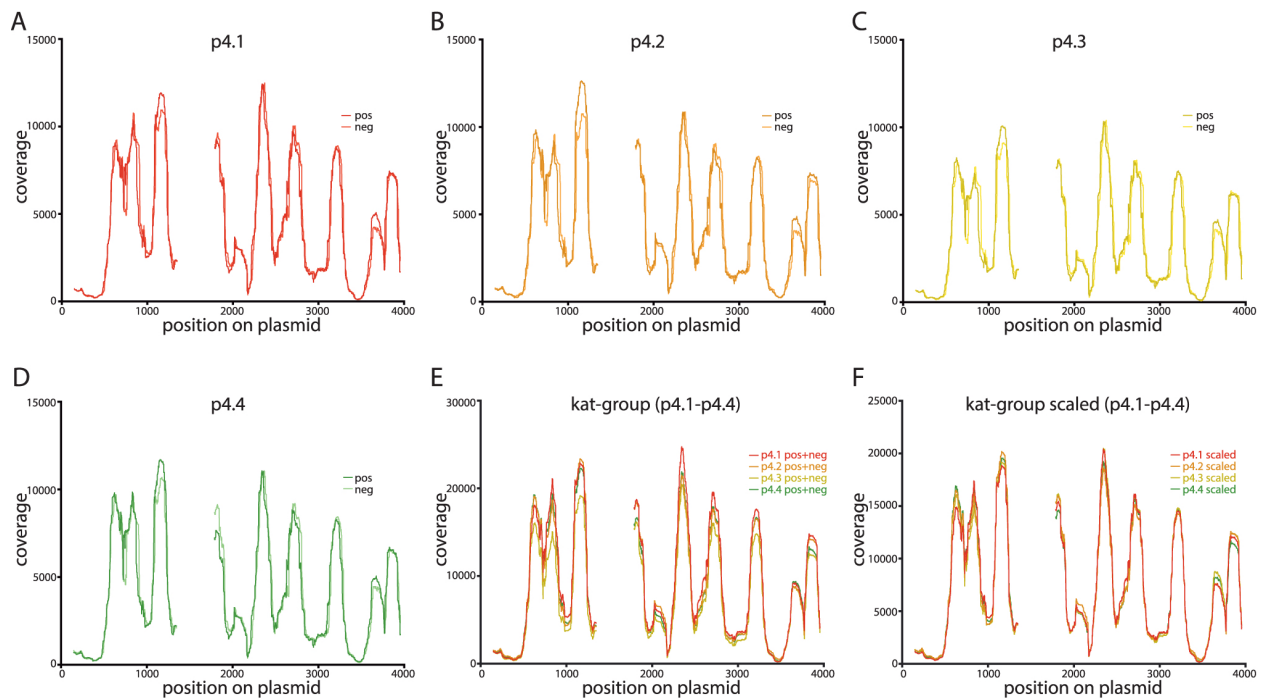 A
p4.1
15000
10000
5000
0
coverage
pos
neg
0
1000
2000
3000
4000
position on plasmid
B
p4.2
15000
10000
5000
0
coverage
pos
neg
0
1000
2000
3000
4000
position on plasmid
C
p4.3
15000
10000
5000
0
coverage
pos
neg
0
1000
2000
3000
4000
position on plasmid
D
p4.4
15000
10000
5000
0
coverage
pos
neg
0
1000
2000
3000
4000
position on plasmid
E
kat-group (p4.1-p4.4)
30000
20000
10000
0
coverage
p4.1 pos+neg
p4.2 pos+neg
p4.3 pos+neg
p4.4 pos+neg
0
1000
2000
3000
4000
position on plasmid
F
kat-group scaled (p4.1-p4.4)
25000
20000
15000
10000
5000
0
coverage
p4.1 scaled
p4.2 scaled
p4.3 scaled
p4.4 scaled
0
1000
2000
3000
4000
position on plasmid